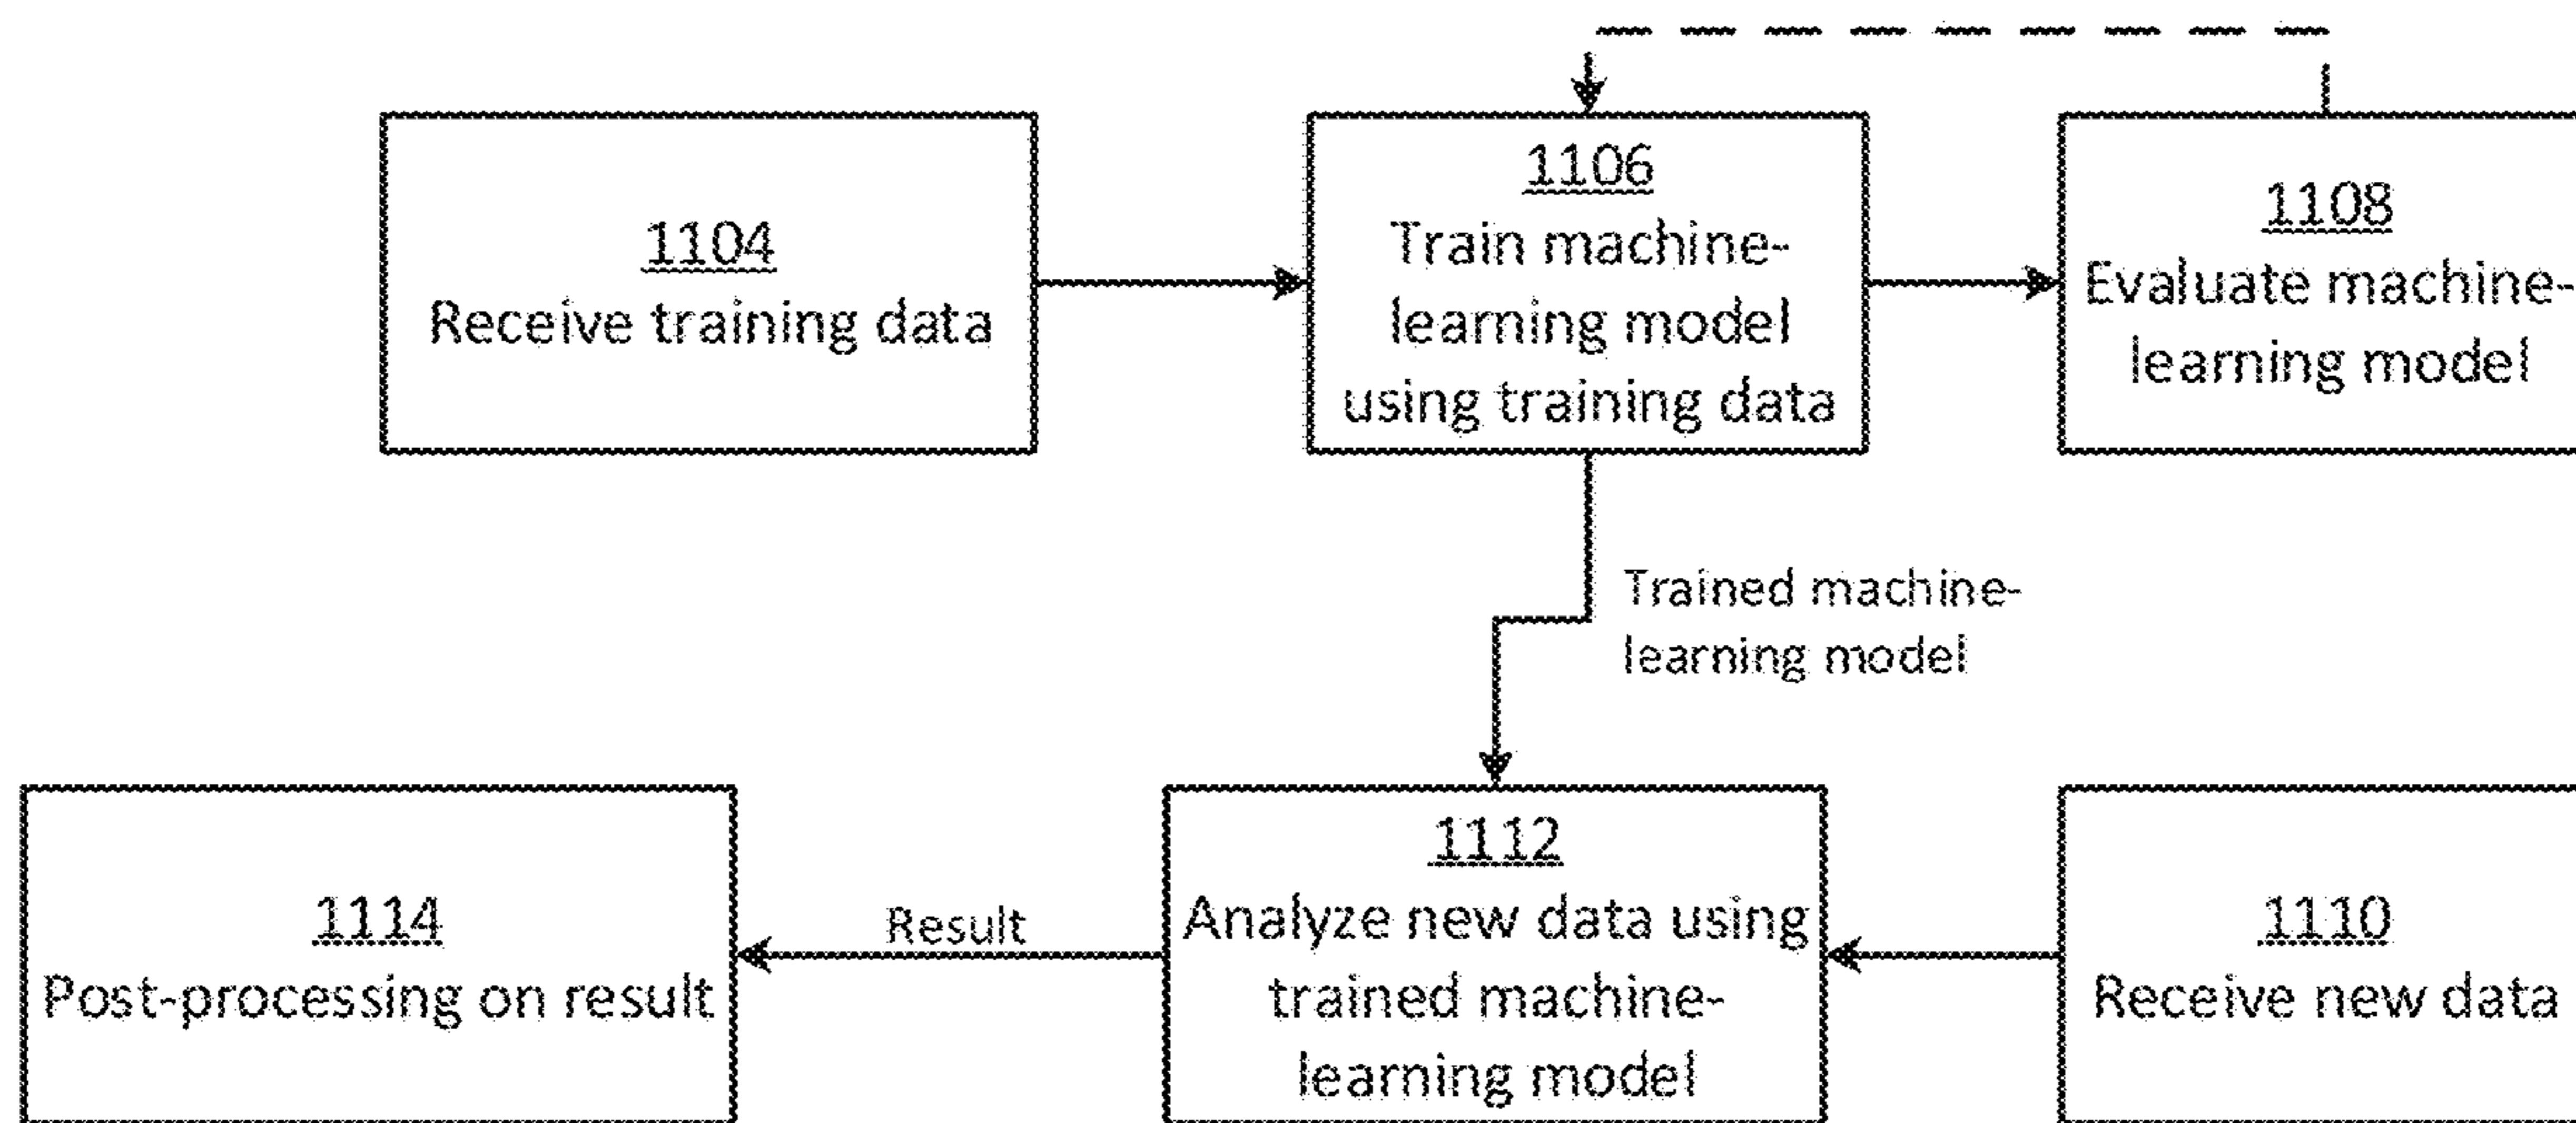 1104
Receive training data
1106
Train machine-
learning model
using training data
1108
Evaluate machine-
learning model
Trained machine-
learning model
1114
Post-processing on result
Result
1112
Analyze new data using
trained machine-
learning model
1110
Receive new data